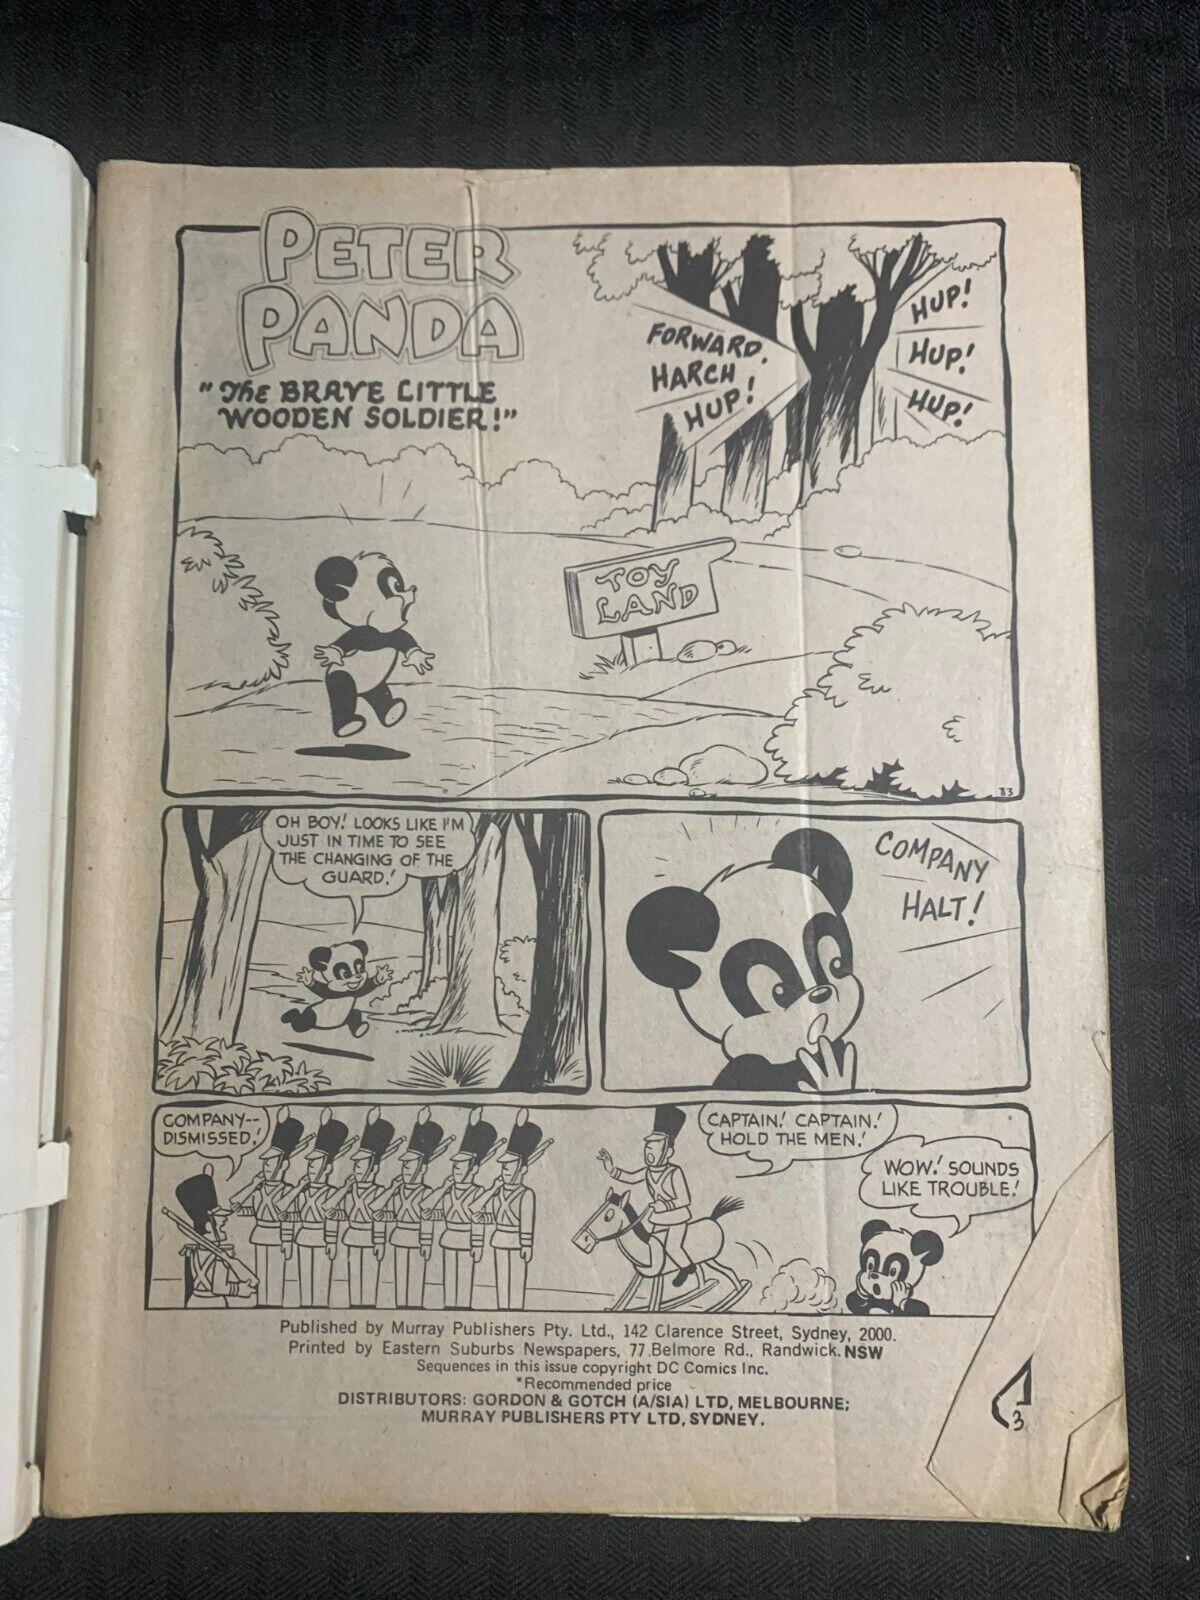 PETER
PANDA
"The BRAVE LITTLE
WOODEN SOLDIER!"
FORWARD,
HARCH
HUP!
HUP!
HUP!
HUP!
TOY
LAND
33
OH BOY! LOOKS LIKE I'M
JUST IN TIME TO SEE
THE CHANGING OF THE
GUARD!
COMPANY
HALT!
COMPANY--
DISMISSED!
CAPTAIN! CAPTAIN!
HOLD THE MEN!
WOW! SOUNDS
LIKE TROUBLE!
Published by Murray Publishers Pty. Ltd., 142 Clarence Street, Sydney, 2000.
Printed by Eastern Suburbs Newspapers, 77 Belmore Rd., Randwick. NSW
Sequences in this issue copyright DC Comics Inc.
*Recommended price
DISTRIBUTORS: GORDON & GOTCH (A/SIA) LTD, MELBOURNE;
MURRAY PUBLISHERS PTY LTD, SYDNEY.
3